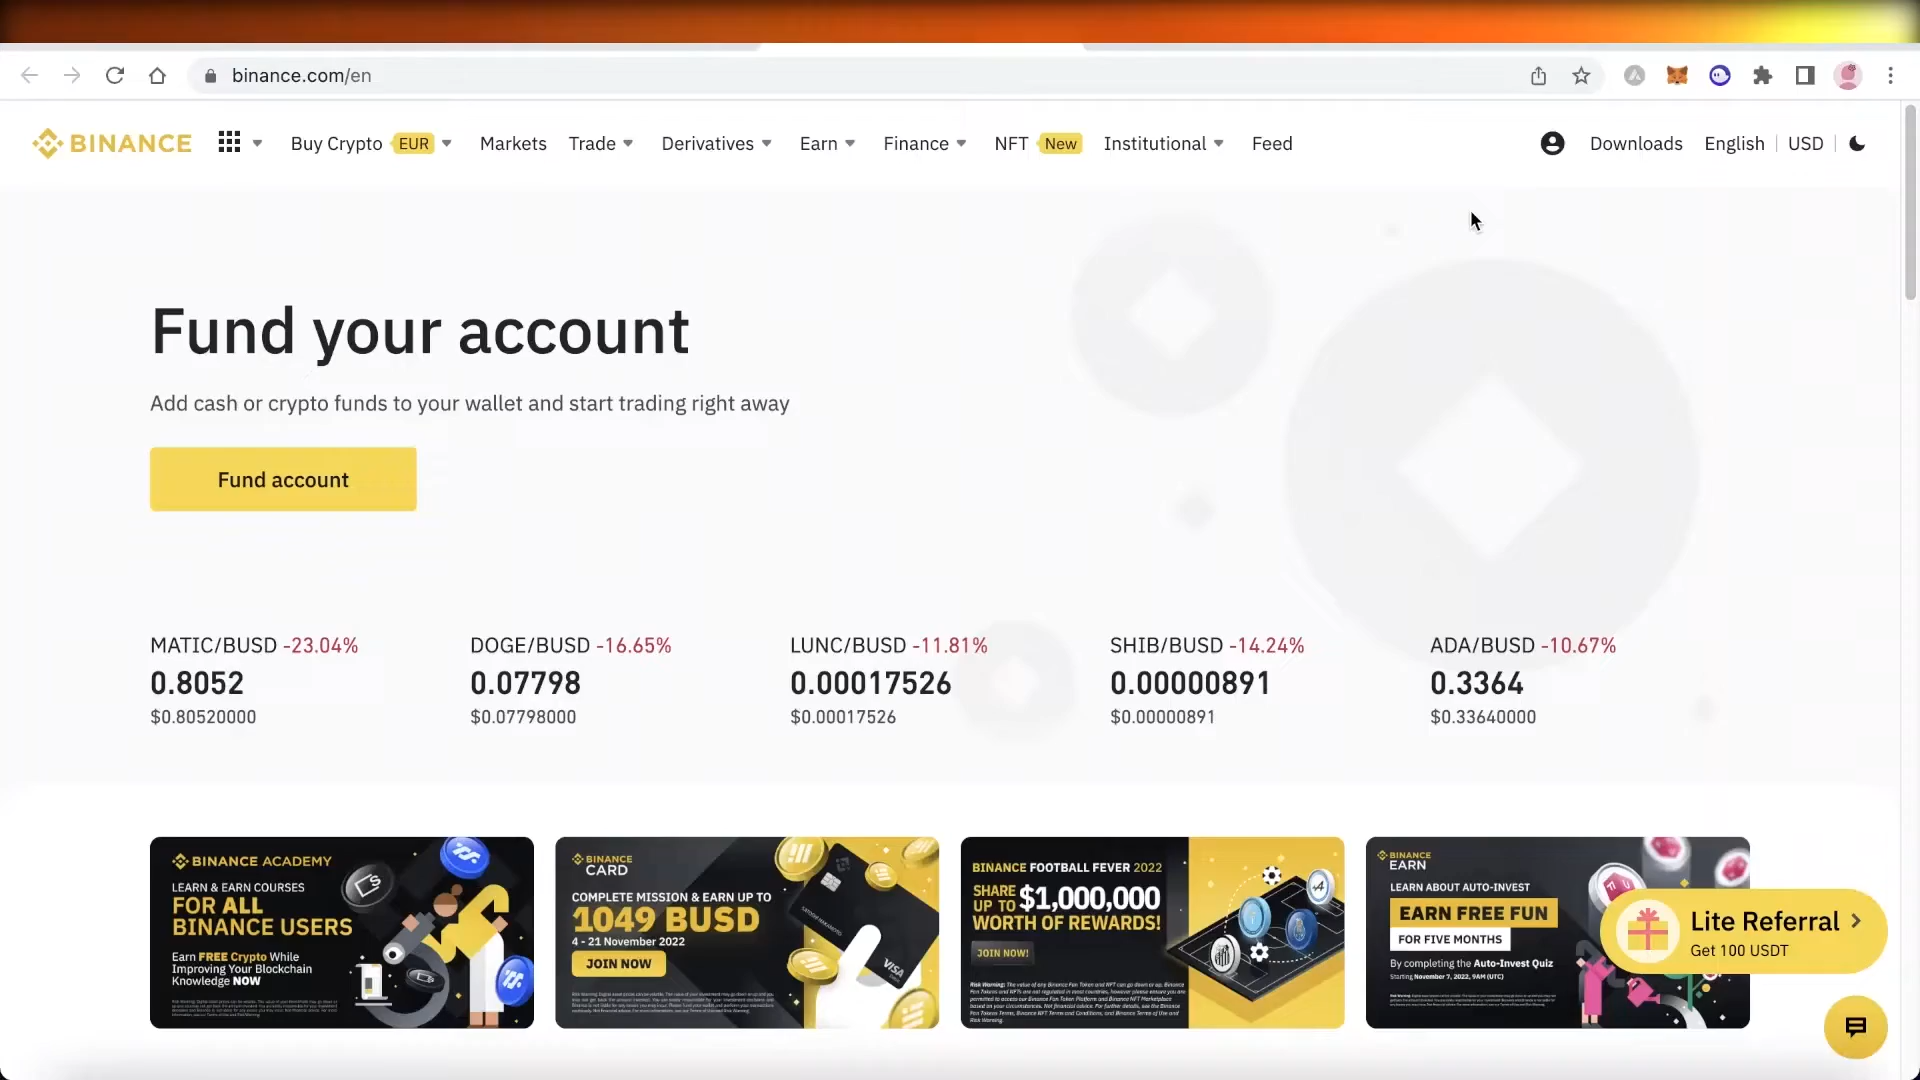 binance.com/en
BINANCE
Buy Crypto EUR
Markets
Trade
Derivatives
Earn
Finance
NFT New
Institutional
Feed
Downloads
English
USD
Fund your account
Add cash or crypto funds to your wallet and start trading right away
Fund account
MATIC/BUSD -23.04%
0.8052
$0.80520000
DOGE/BUSD -16.65%
0.07798
$0.07798000
LUNC/BUSD -11.81%
0.00017526
$0.00017526
SHIB/BUSD -14.24%
0.00000891
$0.00000891
ADA/BUSD -10.67%
0.3364
$0.33640000
BINANCE ACADEMY
LEARN & EARN COURSES
FOR ALL
BINANCE USERS
Earn FREE Crypto While
Improving Your Blockchain
Knowledge NOW
BINANCE
CARD
COMPLETE MISSION & EARN UP TO
1049 BUSD
4 - 21 November 2022
JOIN NOW
VISA
BINANCE FOOTBALL FEVER 2022
SHARE
UP TO $1,000,000
WORTH OF REWARDS!
JOIN NOW!
BINANCE
EARN
LEARN ABOUT AUTO-INVEST
EARN FREE FUN
FOR FIVE MONTHS
By completing the Auto-Invest Quiz
Starting November 7, 2022, 9AM (UTC)
Lite Referral
Get 100 USDT